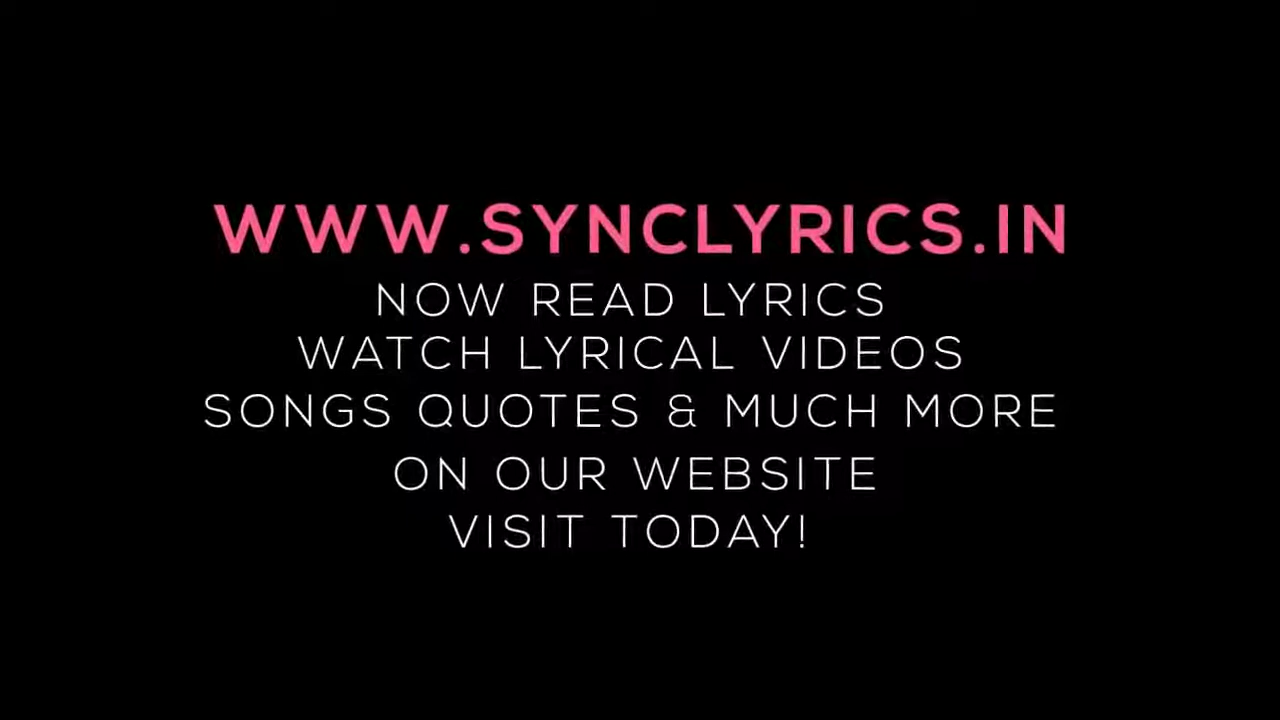 WWW.SYNCLYRICS.IN
NOW READ LYRICS
WATCH LYRICAL VIDEOS
SONGS QUOTES & MUCH MORE
ON OUR WEBSITE
VISIT TODAY!